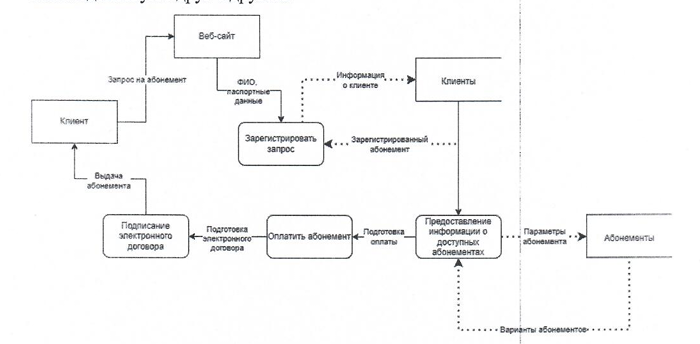 Веб-сайт
Запрос на абонемент
ФИО,
паспортные
данные
Информация
о клиенте
Клиенты
Клиент
Зарегистрировать
запрос
Зарегистрированный
абонемент
Выдача
абонемента
Подписание
электронного
договора
Подготовка
электронного
договора
Оплатить абонемент
Подготовка
оплаты
Предоставление
информации о
доступных
абонементах
Параметры
абонемента
Абонементы
Варианты абонементов